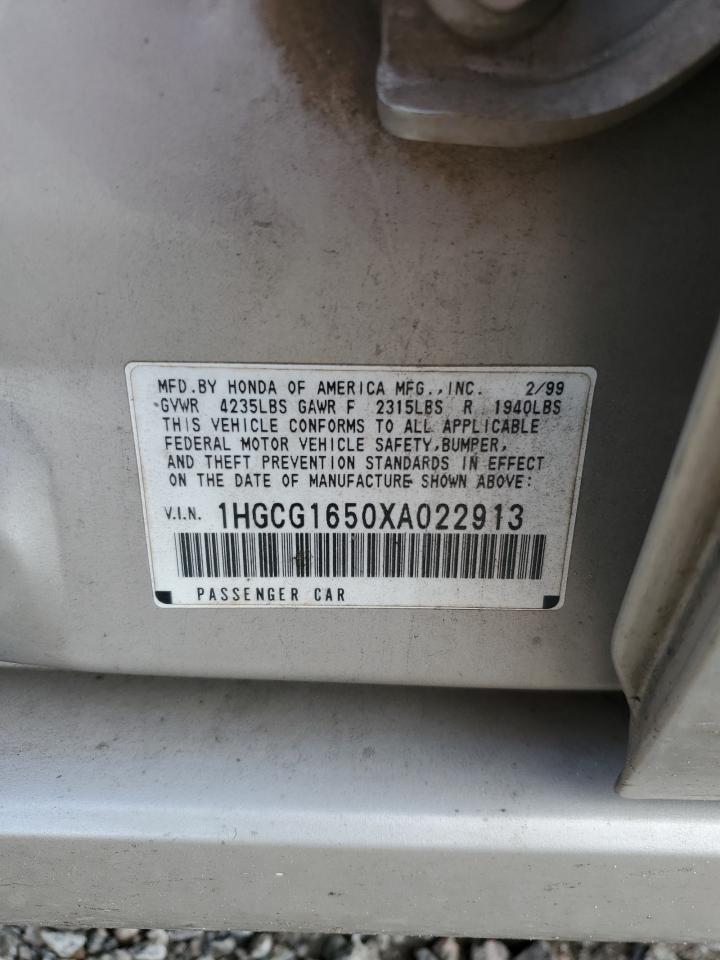 MFD.BY HONDA OF AMERICA MFG.,INC. 2/99
GVWR 4235LBS GAWR F 2315LBS R 1940LBS
THIS VEHICLE CONFORMS TO ALL APPLICABLE
FEDERAL MOTOR VEHICLE SAFETY,BUMPER,
AND THEFT PREVENTION STANDARDS IN EFFECT
ON THE DATE OF MANUFACTURE SHOWN ABOVE:
V.I.N. 1HGCG1650XA022913
PASSENGER CAR